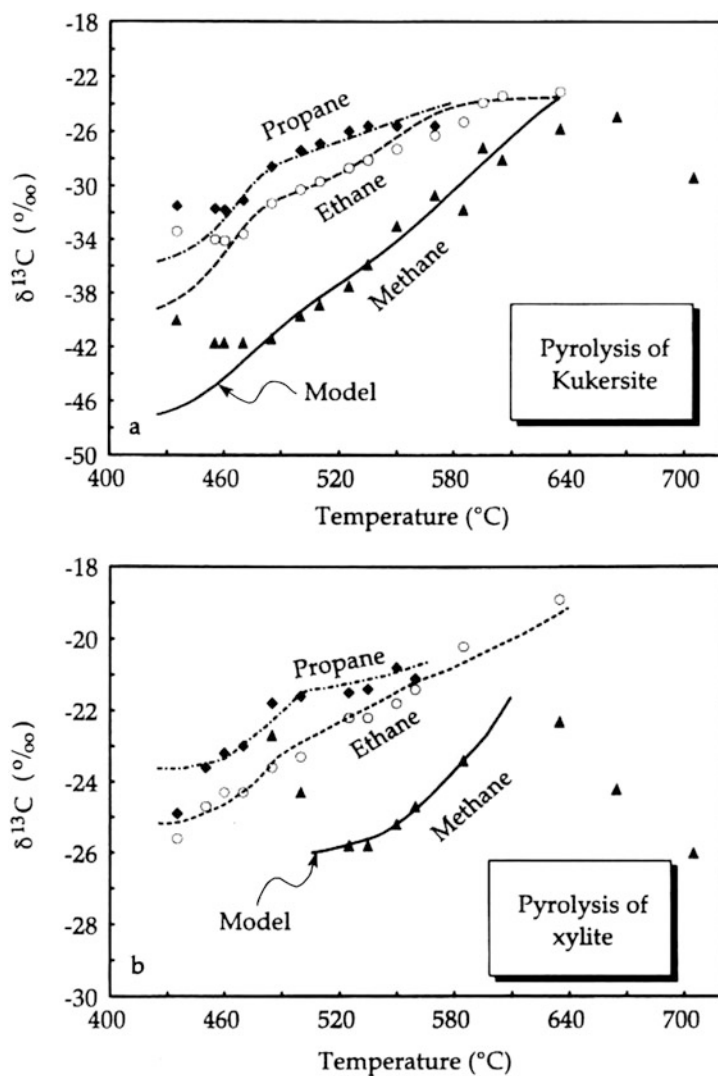 -18
-22
-26
-30
-34
-38
-42
-46
-50
δ¹³C (‰)
Propane
Ethane
Methane
Model
Pyrolysis of
Kukersite
a
400 460 520 580 640 700
Temperature (°C)
-18
-20
-22
-24
-26
-28
-30
δ¹³C (‰)
Propane
Ethane
Methane
Model
Pyrolysis of
xylite
b
400 460 520 580 640 700
Temperature (°C)